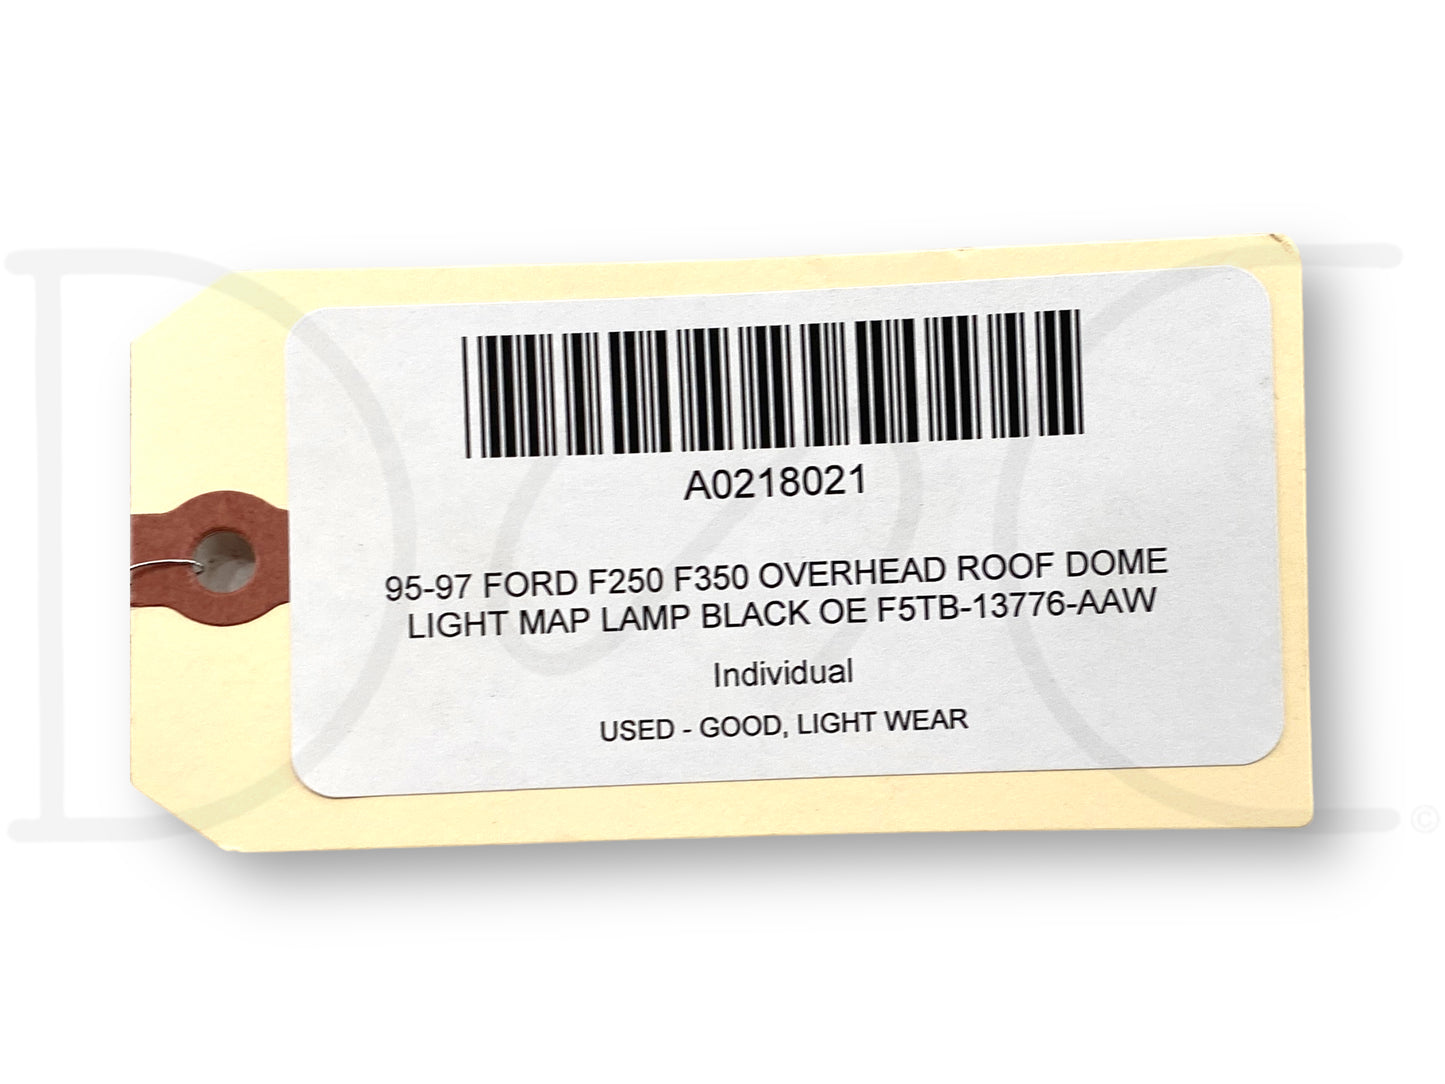 A0218021
95-97 FORD F250 F350 OVERHEAD ROOF DOME
LIGHT MAP LAMP BLACK OE F5TB-13776-AAW
Individual
USED - GOOD, LIGHT WEAR
D&C
©